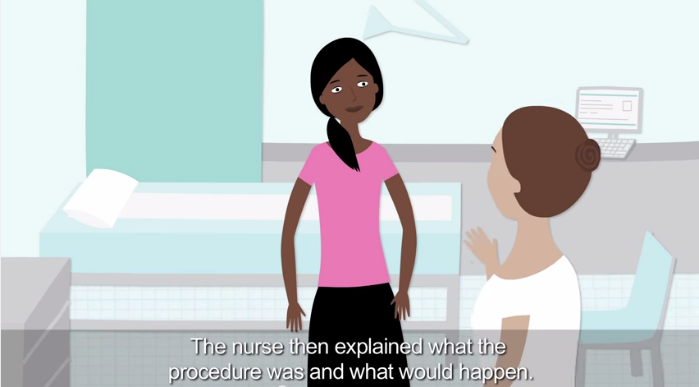 The nurse then explained what the
procedure was and what would happen.